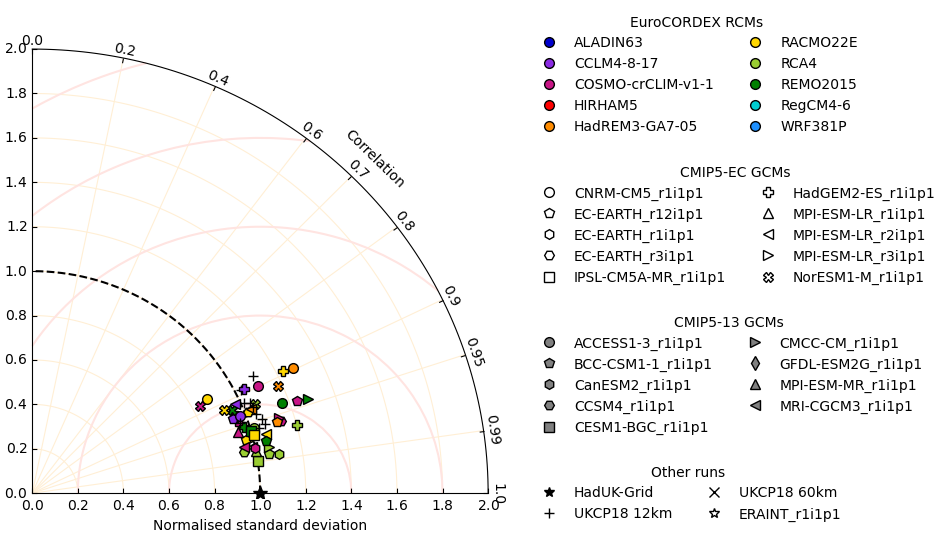 0.0
0.2
0.4
0.6
Correlation
0.7
0.8
0.9
0.95
0.99
1.0
2.0
1.8
1.6
1.4
1.2
1.0
0.8
0.6
0.4
0.2
0.0
0.0 0.2 0.4 0.6 0.8 1.0 1.2 1.4 1.6 1.8 2.0
Normalised standard deviation
EuroCORDEX RCMs
ALADIN63 RACMO22E
CCLM4-8-17 RCA4
COSMO-crCLIM-v1-1 REMO2015
HIRHAM5 RegCM4-6
HadREM3-GA7-05 WRF381P
CMIP5-EC GCMs
CNRM-CM5_r1i1p1 HadGEM2-ES_r1i1p1
EC-EARTH_r12i1p1 MPI-ESM-LR_r1i1p1
EC-EARTH_r1i1p1 MPI-ESM-LR_r2i1p1
EC-EARTH_r3i1p1 MPI-ESM-LR_r3i1p1
IPSL-CM5A-MR_r1i1p1 NorESM1-M_r1i1p1
CMIP5-13 GCMs
ACCESS1-3_r1i1p1 CMCC-CM_r1i1p1
BCC-CSM1-1_r1i1p1 GFDL-ESM2G_r1i1p1
CanESM2_r1i1p1 MPI-ESM-MR_r1i1p1
CCSM4_r1i1p1 MRI-CGCM3_r1i1p1
CESM1-BGC_r1i1p1
Other runs
HadUK-Grid UKCP18 60km
UKCP18 12km ERAINT_r1i1p1